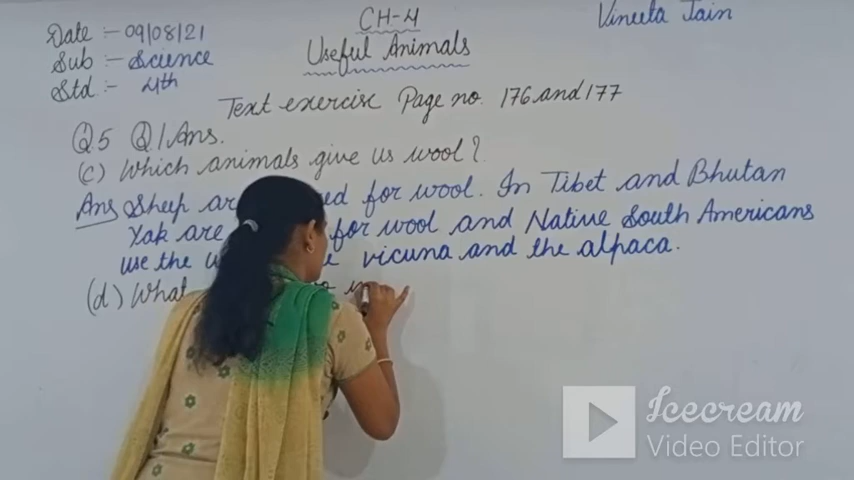 Date :- 09/08/21
CH-4
Vineeta Jain
Sub :- Science
Useful Animals
Std :- 4th
Text exercise Page no. 176 and 177
Q5 Q1 Ans.
(c) Which animals give us wool?
Ans Sheep are for wool. In Tibet and Bhutan
Yak are for wool and Native South Americans
use the vicuna and the alpaca.
(d) What
Icecream
Video Editor